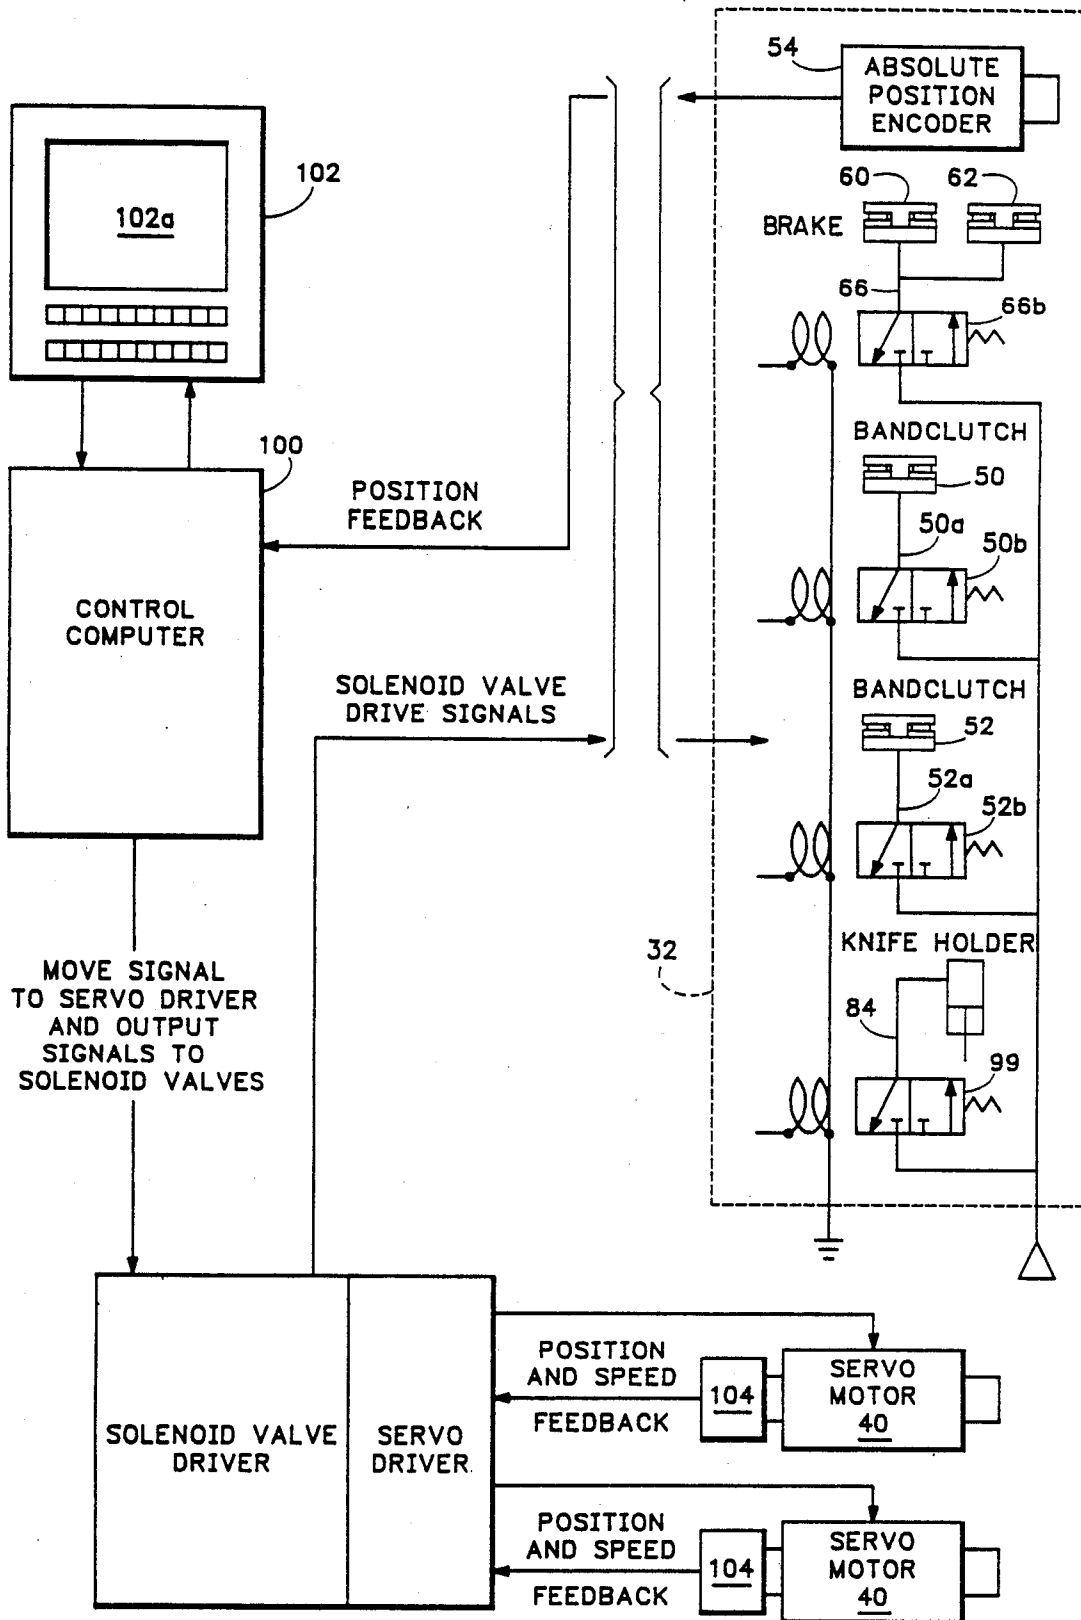 54
ABSOLUTE
POSITION
ENCODER
102
102a
60
62
BRAKE
66
66b
BANDCLUTCH
50
50a
50b
100
POSITION
FEEDBACK
CONTROL
COMPUTER
SOLENOID VALVE
DRIVE SIGNALS
BANDCLUTCH
52
52a
52b
32
KNIFE HOLDER
84
99
MOVE SIGNAL
TO SERVO DRIVER
AND OUTPUT
SIGNALS TO
SOLENOID VALVES
SOLENOID VALVE
DRIVER
SERVO
DRIVER
POSITION
AND SPEED
FEEDBACK
104
SERVO
MOTOR
40
POSITION
AND SPEED
FEEDBACK
104
SERVO
MOTOR
40